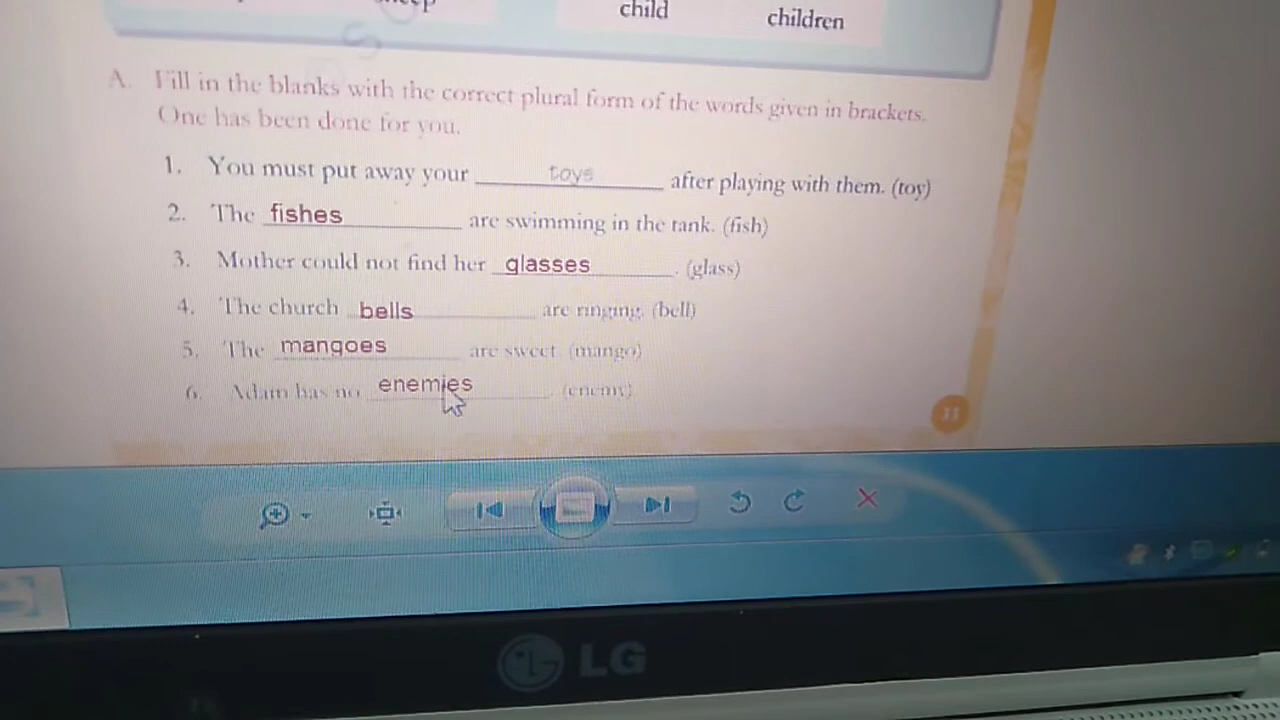 child children
A. Fill in the blanks with the correct plural form of the words given in brackets.
One has been done for you.
1. You must put away your toys after playing with them. (toy)
2. The fishes are swimming in the tank. (fish)
3. Mother could not find her glasses. (glass)
4. The church bells are ringing. (bell)
5. The mangoes are sweet. (mango)
6. Adam has no enemies (enemy)
11
LG